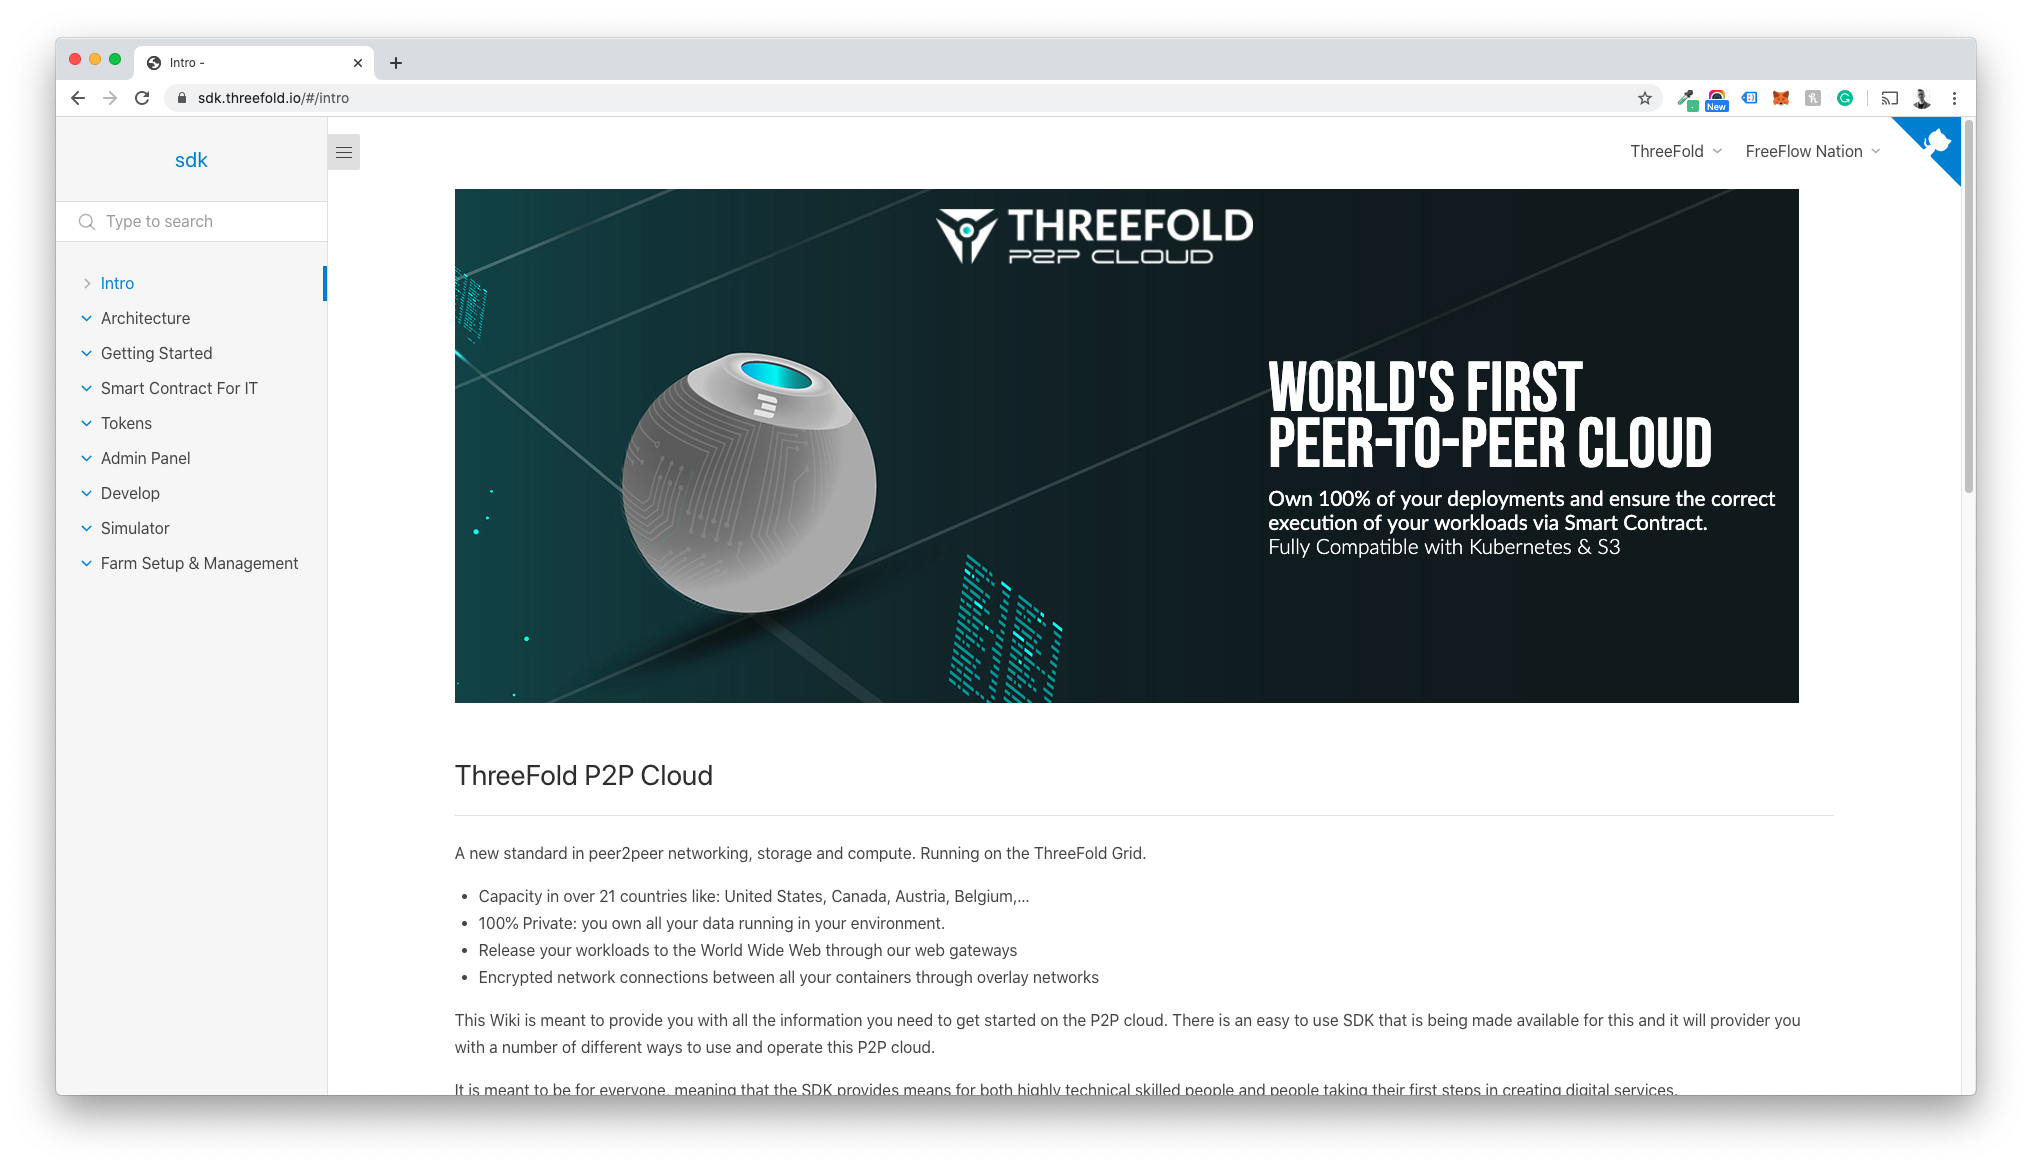 Intro -
sdk.threefold.io/#/intro
New
sdk
ThreeFold
FreeFlow Nation
Type to search
Intro
Architecture
Getting Started
Smart Contract For IT
Tokens
Admin Panel
Develop
Simulator
Farm Setup & Management
THREEFOLD
P2P CLOUD
WORLD'S FIRST
PEER-TO-PEER CLOUD
Own 100% of your deployments and ensure the correct
execution of your workloads via Smart Contract.
Fully Compatible with Kubernetes & S3
ThreeFold P2P Cloud
A new standard in peer2peer networking, storage and compute. Running on the ThreeFold Grid.
• Capacity in over 21 countries like: United States, Canada, Austria, Belgium,...
• 100% Private: you own all your data running in your environment.
• Release your workloads to the World Wide Web through our web gateways
• Encrypted network connections between all your containers through overlay networks
This Wiki is meant to provide you with all the information you need to get started on the P2P cloud. There is an easy to use SDK that is being made available for this and it will provider you
with a number of different ways to use and operate this P2P cloud.
It is meant to be for everyone, meaning that the SDK provides means for both highly technical skilled people and people taking their first steps in creating digital services.